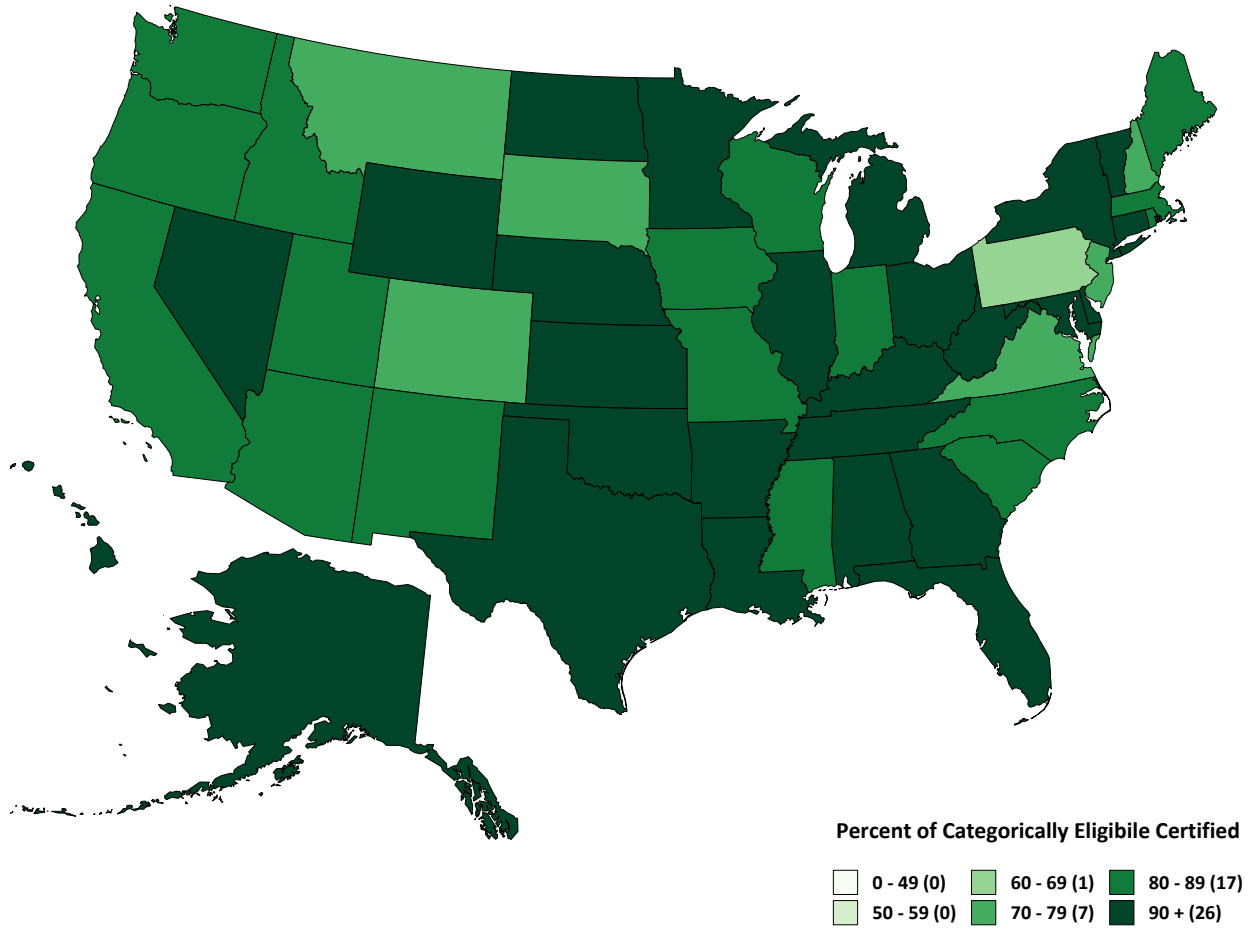 Percent of Categorically Eligibile Certified
0 - 49 (0) 60 - 69 (1) 80 - 89 (17)
50 - 59 (0) 70 - 79 (7) 90 + (26)